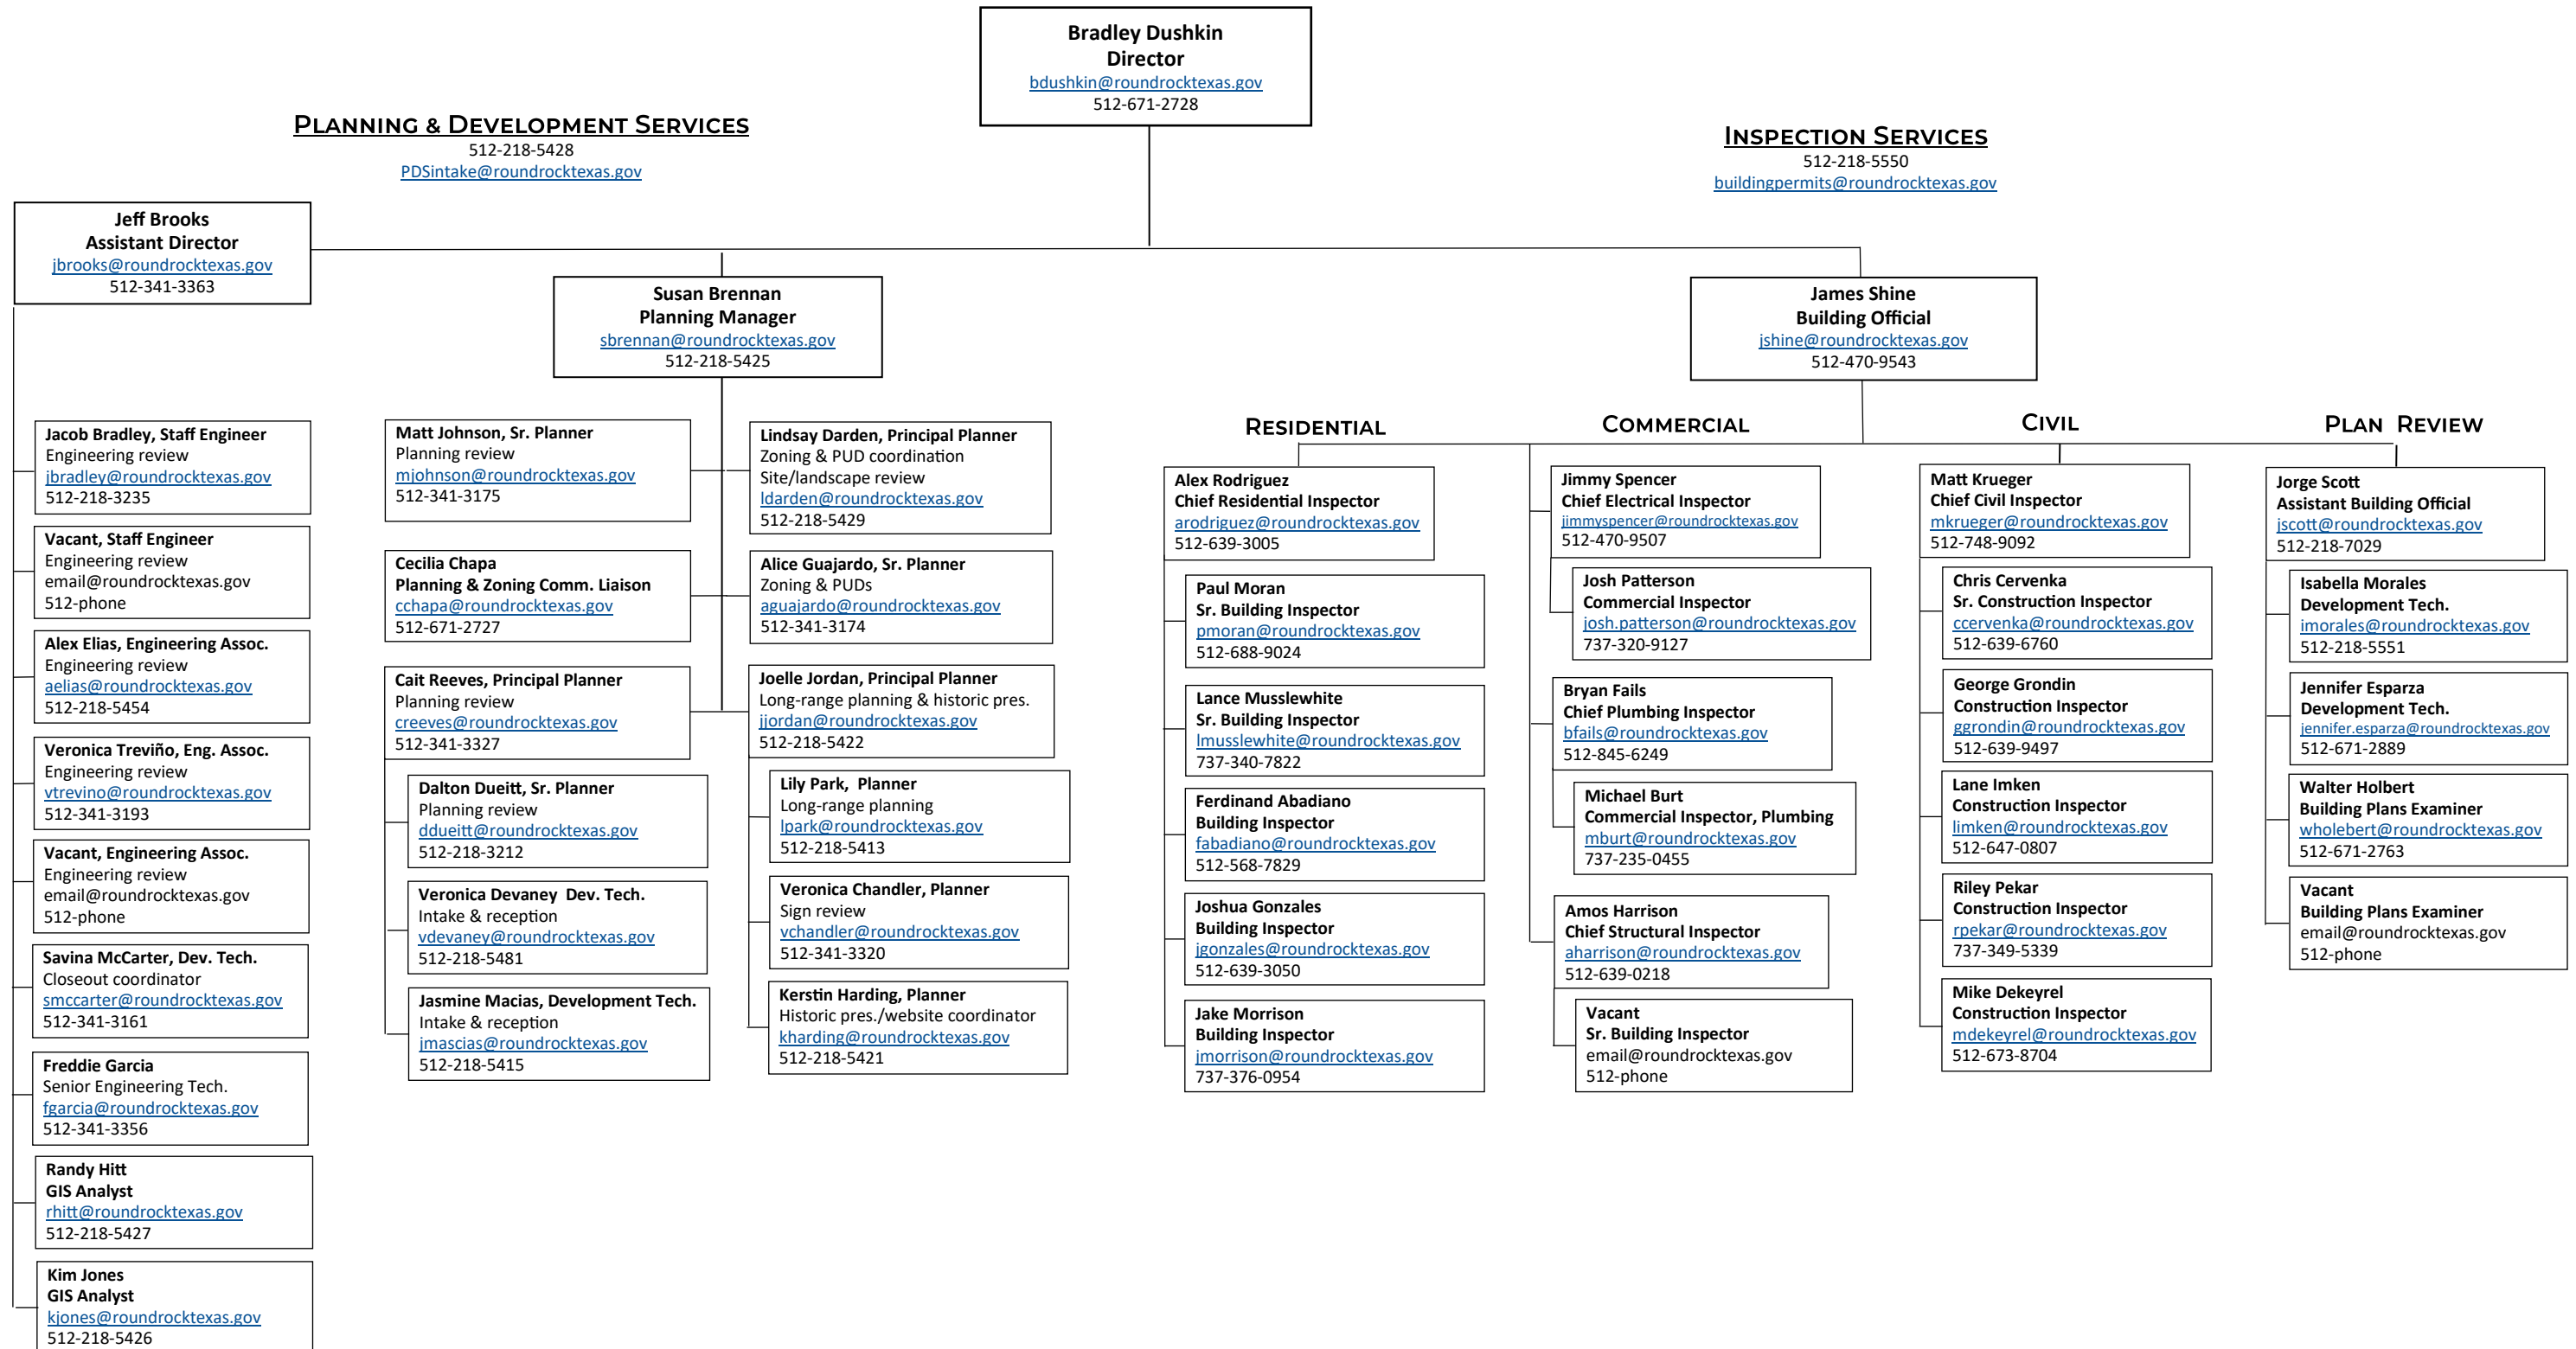 Bradley Dushkin
Director
bdushkin@roundrocktexas.gov
512-671-2728
PLANNING & DEVELOPMENT SERVICES
512-218-5428
PDSintake@roundrocktexas.gov
INSPECTION SERVICES
512-218-5550
buildingpermits@roundrocktexas.gov
Jeff Brooks
Assistant Director
jbrooks@roundrocktexas.gov
512-341-3363
Susan Brennan
Planning Manager
sbrennan@roundrocktexas.gov
512-218-5425
James Shine
Building Official
jshine@roundrocktexas.gov
512-470-9543
Jacob Bradley, Staff Engineer
Engineering review
jbradley@roundrocktexas.gov
512-218-3235
Vacant, Staff Engineer
Engineering review
email@roundrocktexas.gov
512-phone
Alex Elias, Engineering Assoc.
Engineering review
aelias@roundrocktexas.gov
512-218-5454
Veronica Treviño, Eng. Assoc.
Engineering review
vtrevino@roundrocktexas.gov
512-341-3193
Vacant, Engineering Assoc.
Engineering review
email@roundrocktexas.gov
512-phone
Savina McCarter, Dev. Tech.
Closeout coordinator
smccarter@roundrocktexas.gov
512-341-3161
Freddie Garcia
Senior Engineering Tech.
fgarcia@roundrocktexas.gov
512-341-3356
Randy Hitt
GIS Analyst
rhitt@roundrocktexas.gov
512-218-5427
Kim Jones
GIS Analyst
kjones@roundrocktexas.gov
512-218-5426
Matt Johnson, Sr. Planner
Planning review
mjohnson@roundrocktexas.gov
512-341-3175
Cecilia Chapa
Planning & Zoning Comm. Liaison
cchapa@roundrocktexas.gov
512-671-2727
Cait Reeves, Principal Planner
Planning review
creeves@roundrocktexas.gov
512-341-3327
Dalton Dueitt, Sr. Planner
Planning review
ddueitt@roundrocktexas.gov
512-218-3212
Veronica Devaney  Dev. Tech.
Intake & reception
vdevaney@roundrocktexas.gov
512-218-5481
Jasmine Macias, Development Tech.
Intake & reception
jmascias@roundrocktexas.gov
512-218-5415
Lindsay Darden, Principal Planner
Zoning & PUD coordination
Site/landscape review
ldarden@roundrocktexas.gov
512-218-5429
Alice Guajardo, Sr. Planner
Zoning & PUDs
aguajardo@roundrocktexas.gov
512-341-3174
Joelle Jordan, Principal Planner
Long-range planning & historic pres.
jjordan@roundrocktexas.gov
512-218-5422
Lily Park,  Planner
Long-range planning
lpark@roundrocktexas.gov
512-218-5413
Veronica Chandler, Planner
Sign review
vchandler@roundrocktexas.gov
512-341-3320
Kerstin Harding, Planner
Historic pres./website coordinator
kharding@roundrocktexas.gov
512-218-5421
RESIDENTIAL
Alex Rodriguez
Chief Residential Inspector
arodriguez@roundrocktexas.gov
512-639-3005
Paul Moran
Sr. Building Inspector
pmoran@roundrocktexas.gov
512-688-9024
Lance Musslewhite
Sr. Building Inspector
lmusslewhite@roundrocktexas.gov
737-340-7822
Ferdinand Abadiano
Building Inspector
fabadiano@roundrocktexas.gov
512-568-7829
Joshua Gonzales
Building Inspector
jgonzales@roundrocktexas.gov
512-639-3050
Jake Morrison
Building Inspector
jmorrison@roundrocktexas.gov
737-376-0954
COMMERCIAL
Jimmy Spencer
Chief Electrical Inspector
jimmyspencer@roundrocktexas.gov
512-470-9507
Josh Patterson
Commercial Inspector
josh.patterson@roundrocktexas.gov
737-320-9127
Bryan Fails
Chief Plumbing Inspector
bfails@roundrocktexas.gov
512-845-6249
Michael Burt
Commercial Inspector, Plumbing
mburt@roundrocktexas.gov
737-235-0455
Amos Harrison
Chief Structural Inspector
aharrison@roundrocktexas.gov
512-639-0218
Vacant
Sr. Building Inspector
email@roundrocktexas.gov
512-phone
CIVIL
Matt Krueger
Chief Civil Inspector
mkrueger@roundrocktexas.gov
512-748-9092
Chris Cervenka
Sr. Construction Inspector
ccervenka@roundrocktexas.gov
512-639-6760
George Grondin
Construction Inspector
ggrondin@roundrocktexas.gov
512-639-9497
Lane Imken
Construction Inspector
limken@roundrocktexas.gov
512-647-0807
Riley Pekar
Construction Inspector
rpekar@roundrocktexas.gov
737-349-5339
Mike Dekeyrel
Construction Inspector
mdekeyrel@roundrocktexas.gov
512-673-8704
PLAN REVIEW
Jorge Scott
Assistant Building Official
jscott@roundrocktexas.gov
512-218-7029
Isabella Morales
Development Tech.
imorales@roundrocktexas.gov
512-218-5551
Jennifer Esparza
Development Tech.
jennifer.esparza@roundrocktexas.gov
512-671-2889
Walter Holbert
Building Plans Examiner
wholebert@roundrocktexas.gov
512-671-2763
Vacant
Building Plans Examiner
email@roundrocktexas.gov
512-phone